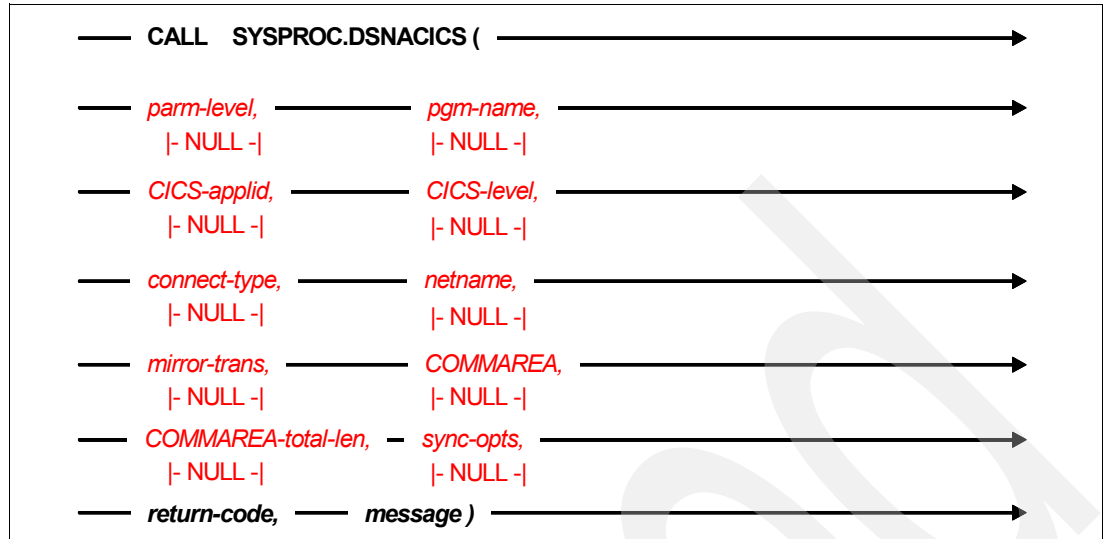 CALL SYSPROC.DSNACICS (
parm-level, pgm-name,
|- NULL -| |- NULL -|
CICS-applid, CICS-level,
|- NULL -| |- NULL -|
connect-type, netname,
|- NULL -| |- NULL -|
mirror-trans, COMMAREA,
|- NULL -| |- NULL -|
COMMAREA-total-len, sync-opts,
|- NULL -| |- NULL -|
return-code, message )